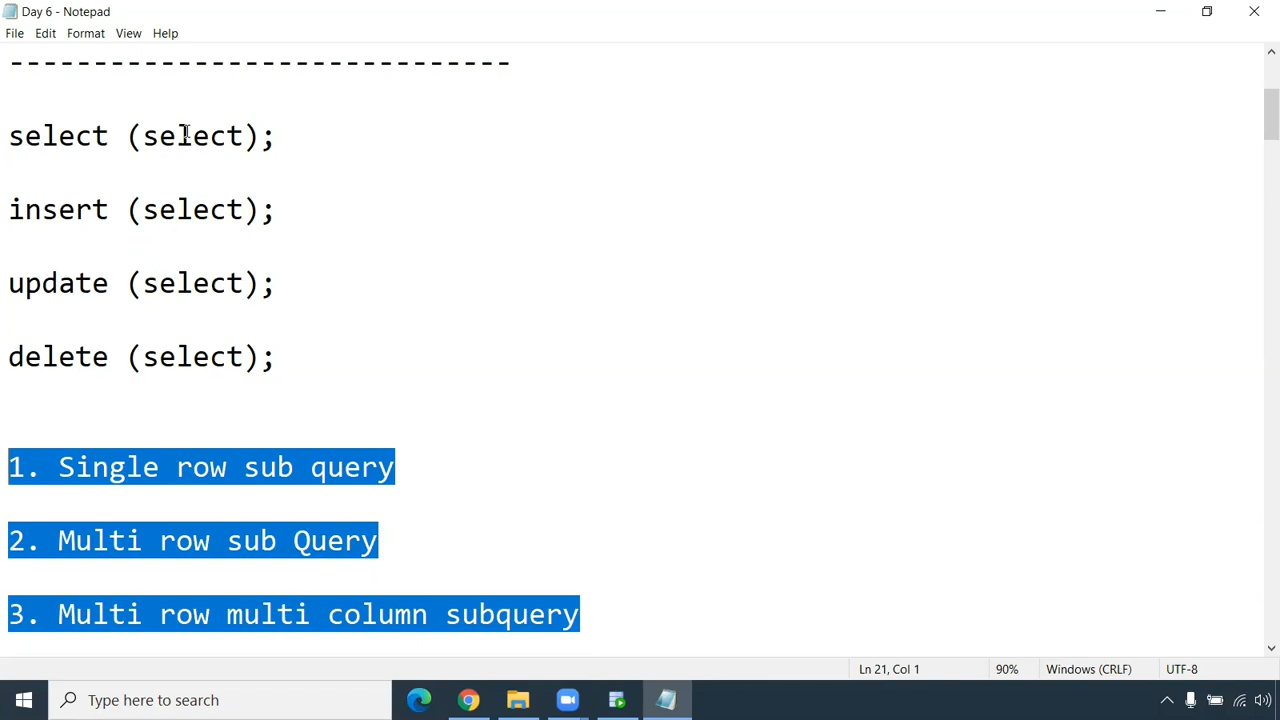 Day 6 - Notepad
File Edit Format View Help
------------------------------
select (select);
insert (select);
update (select);
delete (select);
1. Single row sub query
2. Multi row sub Query
3. Multi row multi column subquery
Ln 21, Col 1 90% Windows (CRLF) UTF-8
Type here to search